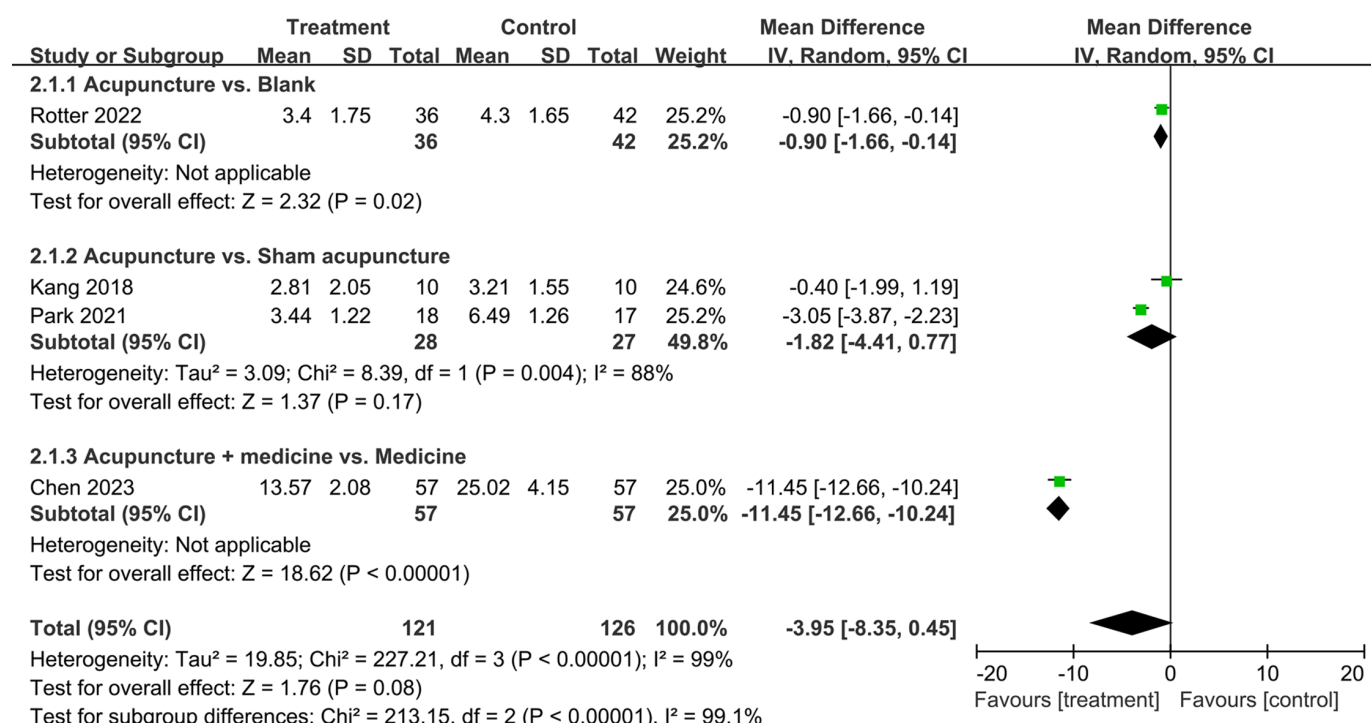 Treatment Control Mean Difference Mean Difference
Study or Subgroup Mean SD Total Mean SD Total Weight IV, Random, 95% CI IV, Random, 95% CI
2.1.1 Acupuncture vs. Blank
Rotter 2022 3.4 1.75 36 4.3 1.65 42 25.2% -0.90 [-1.66, -0.14]
Subtotal (95% CI) 36 42 25.2% -0.90 [-1.66, -0.14]
Heterogeneity: Not applicable
Test for overall effect: Z = 2.32 (P = 0.02)
2.1.2 Acupuncture vs. Sham acupuncture
Kang 2018 2.81 2.05 10 3.21 1.55 10 24.6% -0.40 [-1.99, 1.19]
Park 2021 3.44 1.22 18 6.49 1.26 17 25.2% -3.05 [-3.87, -2.23]
Subtotal (95% CI) 28 27 49.8% -1.82 [-4.41, 0.77]
Heterogeneity: Tau² = 3.09; Chi² = 8.39, df = 1 (P = 0.004); I² = 88%
Test for overall effect: Z = 1.37 (P = 0.17)
2.1.3 Acupuncture + medicine vs. Medicine
Chen 2023 13.57 2.08 57 25.02 4.15 57 25.0% -11.45 [-12.66, -10.24]
Subtotal (95% CI) 57 57 25.0% -11.45 [-12.66, -10.24]
Heterogeneity: Not applicable
Test for overall effect: Z = 18.62 (P < 0.00001)
Total (95% CI) 121 126 100.0% -3.95 [-8.35, 0.45]
Heterogeneity: Tau² = 19.85; Chi² = 227.21, df = 3 (P < 0.00001); I² = 99%
-20 -10 0 10 20
Test for overall effect: Z = 1.76 (P = 0.08)
Favours [treatment] Favours [control]
Test for subgroup differences: Chi² = 213.15, df = 2 (P < 0.00001), I² = 99.1%